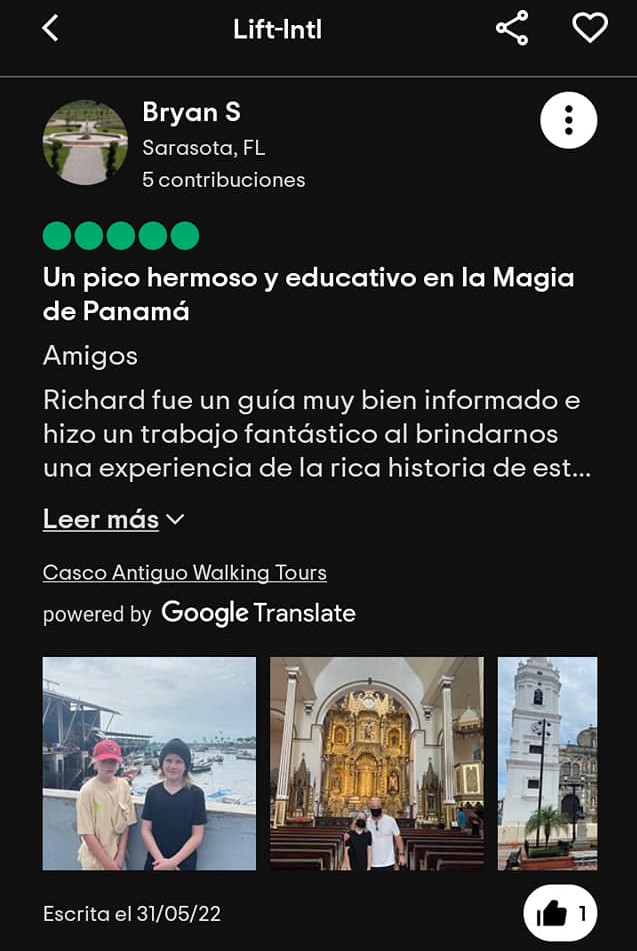 Lift-Intl
Bryan S
Sarasota, FL
5 contribuciones
Un pico hermoso y educativo en la Magia
de Panamá
Amigos
Richard fue un guía muy bien informado e
hizo un trabajo fantástico al brindarnos
una experiencia de la rica historia de est...
Leer más
Casco Antiguo Walking Tours
powered by Google Translate
Escrita el 31/05/22
1